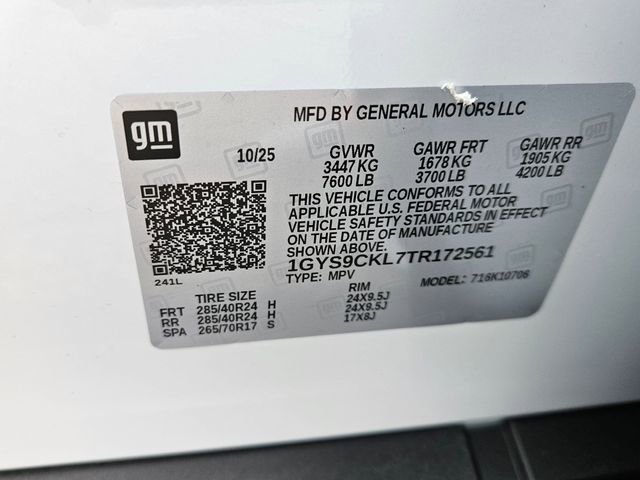 MFD BY GENERAL MOTORS LLC
gm
10/25 GVWR GAWR FRT GAWR RR
3447 KG 1678 KG 1905 KG
7600 LB 3700 LB 4200 LB
THIS VEHICLE CONFORMS TO ALL
APPLICABLE U.S. FEDERAL MOTOR
VEHICLE SAFETY STANDARDS IN EFFECT
ON THE DATE OF MANUFACTURE
SHOWN ABOVE.
1GYS9CKL7TR172561
TYPE: MPV MODEL: 716K10706
241L
TIRE SIZE RIM
FRT 285/40R24 H 24X9.5J
RR 285/40R24 H 24X9.5J
SPA 265/70R17 S 17X8J